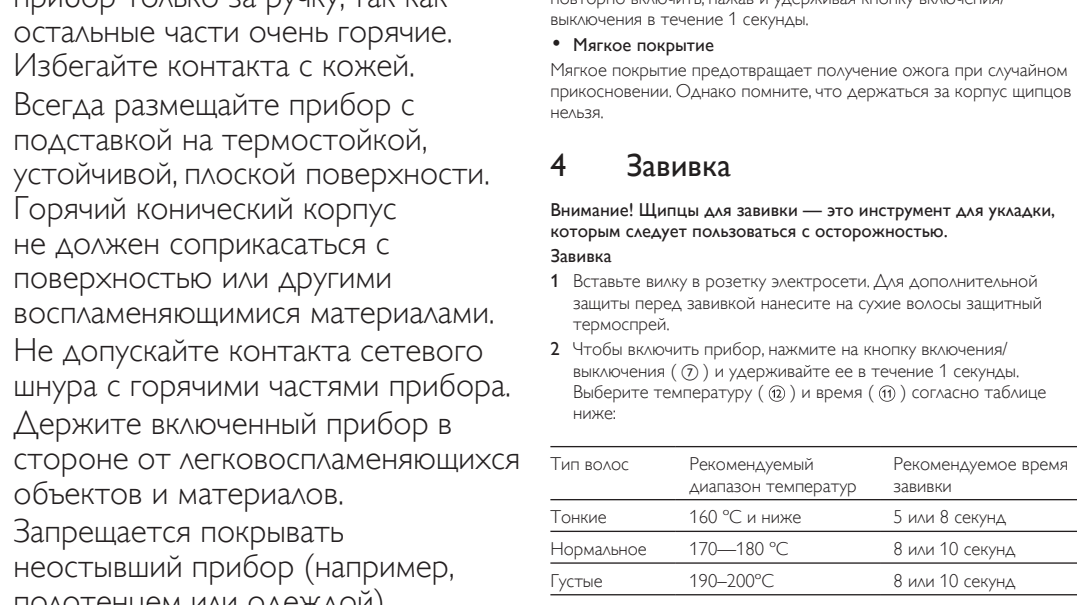 прибор только за ручку, так как
остальные части очень горячие.
Избегайте контакта с кожей.
Всегда размещайте прибор с
подставкой на термостойкой,
устойчивой, плоской поверхности.
Горячий конический корпус
не должен соприкасаться с
поверхностью или другими
воспламеняющимися материалами.
Не допускайте контакта сетевого
шнура с горячими частями прибора.
Держите включенный прибор в
стороне от легковоспламеняющихся
объектов и материалов.
Запрещается покрывать
неостывший прибор (например,
полотенцем или одеждой)
повторно включить, нажав и удерживая кнопку включения/
выключения в течение 1 секунды.
• Мягкое покрытие
Мягкое покрытие предотвращает получение ожога при случайном
прикосновении. Однако помните, что держаться за корпус щипцов
нельзя.
4 Завивка
Внимание! Щипцы для завивки — это инструмент для укладки,
которым следует пользоваться с осторожностью.
Завивка
1 Вставьте вилку в розетку электросети. Для дополнительной
защиты перед завивкой нанесите на сухие волосы защитный
термоспрей.
2 Чтобы включить прибор, нажмите на кнопку включения/
выключения ( ⑦ ) и удерживайте ее в течение 1 секунды.
Выберите температуру ( ⑫ ) и время ( ⑪ ) согласно таблице
ниже:
Тип волос Рекомендуемый Рекомендуемое время
диапазон температур завивки
Тонкие 160 °C и ниже 5 или 8 секунд
Нормальное 170—180 °C 8 или 10 секунд
Густые 190–200°C 8 или 10 секунд